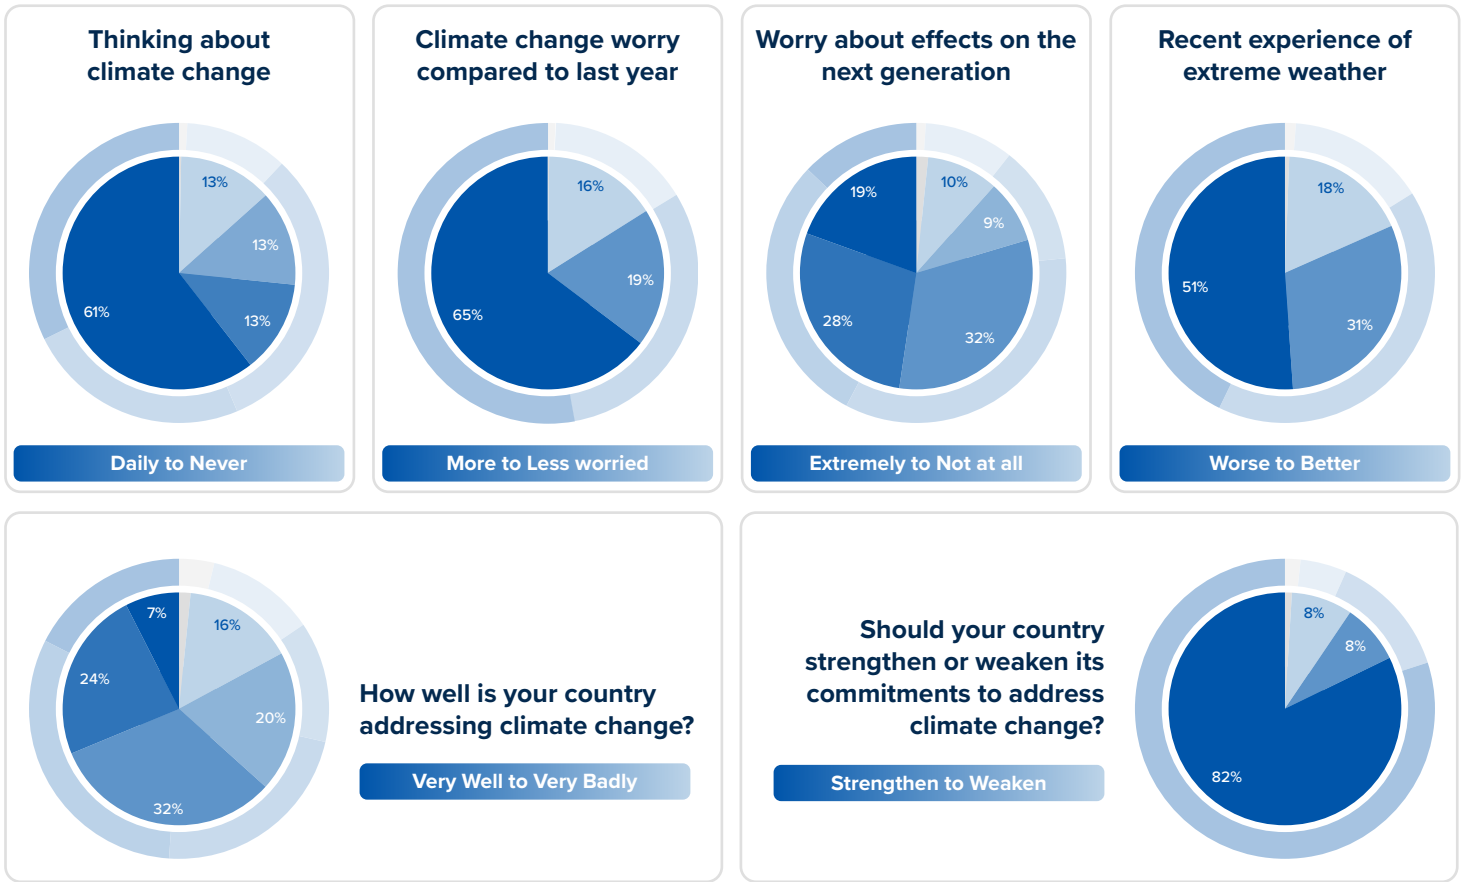 Thinking about
climate change
13%
13%
13%
61%
Daily to Never
Climate change worry
compared to last year
16%
19%
65%
More to Less worried
Worry about effects on the
next generation
19%
10%
9%
32%
28%
Extremely to Not at all
Recent experience of
extreme weather
18%
31%
51%
Worse to Better
7%
16%
20%
32%
24%
How well is your country
addressing climate change?
Very Well to Very Badly
Should your country
strengthen or weaken its
commitments to address
climate change?
Strengthen to Weaken
8%
8%
82%